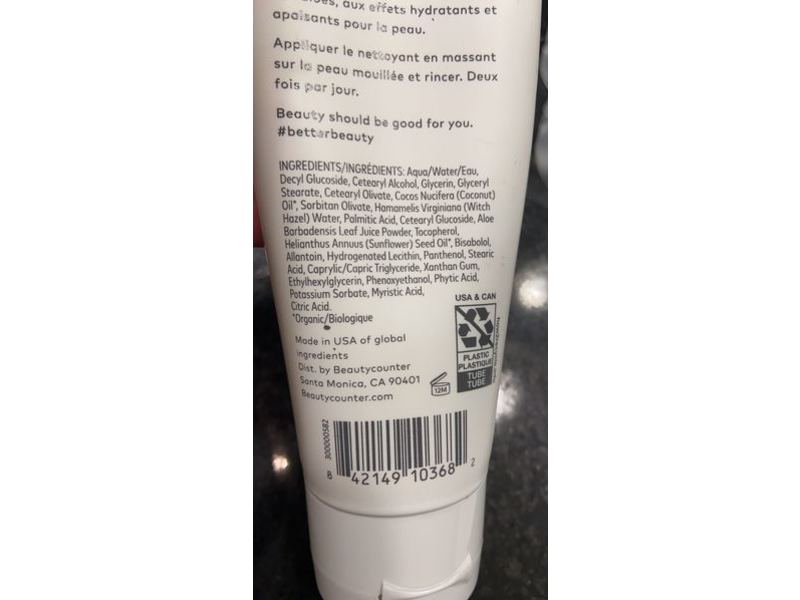 aux effets hydratants et
apaisants pour la peau.
Appliquer le nettoyant en massant
sur la peau mouillée et rincer. Deux
fois par jour.
Beauty should be good for you.
#betterbeauty
INGREDIENTS/INGRÉDIENTS: Aqua/Water/Eau,
Decyl Glucoside, Cetearyl Alcohol, Glycerin, Glyceryl
Stearate, Cetearyl Olivate, Cocos Nucifera (Coconut)
Oil*, Sorbitan Olivate, Hamamelis Virginiana (Witch
Hazel) Water, Palmitic Acid, Cetearyl Glucoside, Aloe
Barbadensis Leaf Juice Powder, Tocopherol,
Helianthus Annuus (Sunflower) Seed Oil*, Bisabolol,
Allantoin, Hydrogenated Lecithin, Panthenol, Stearic
Acid, Caprylic/Capric Triglyceride, Xanthan Gum,
Ethylhexylglycerin, Phenoxyethanol, Phytic Acid,
Potassium Sorbate, Myristic Acid,
Citric Acid.
*Organic/Biologique
Made in USA of global
ingredients
Dist. by Beautycounter
Santa Monica, CA 90401
Beautycounter.com
12M
USA & CAN
PLASTIC
PLASTIQUE
TUBE
TUBE
300000582
8 42149 10368 2